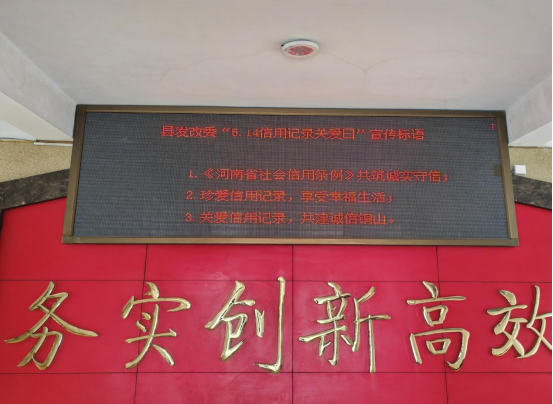 县发改委“6.14信用记录关爱日”宣传标语
1.《河南省社会信用条例》共筑诚实守信；
2.珍爱信用记录，享受幸福生活；
3 关爱信用记录，共建诚信银山。
务实创新高效